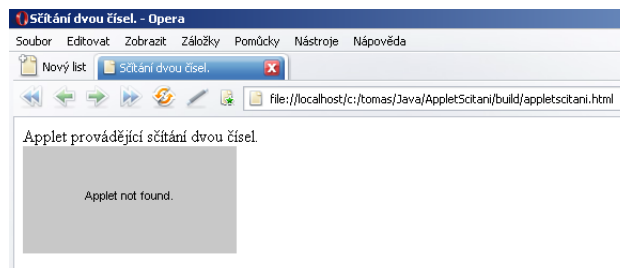 Sčítání dvou čísel. - Opera
Soubor Editovat Zobrazit Záložky Pomůcky Nástroje Nápověda
Nový list Sčítání dvou čísel.
file://localhost/c:/tomas/Java/AppletScitani/build/appletscitani.html
Applet provádějící sčítání dvou čísel.
Applet not found.